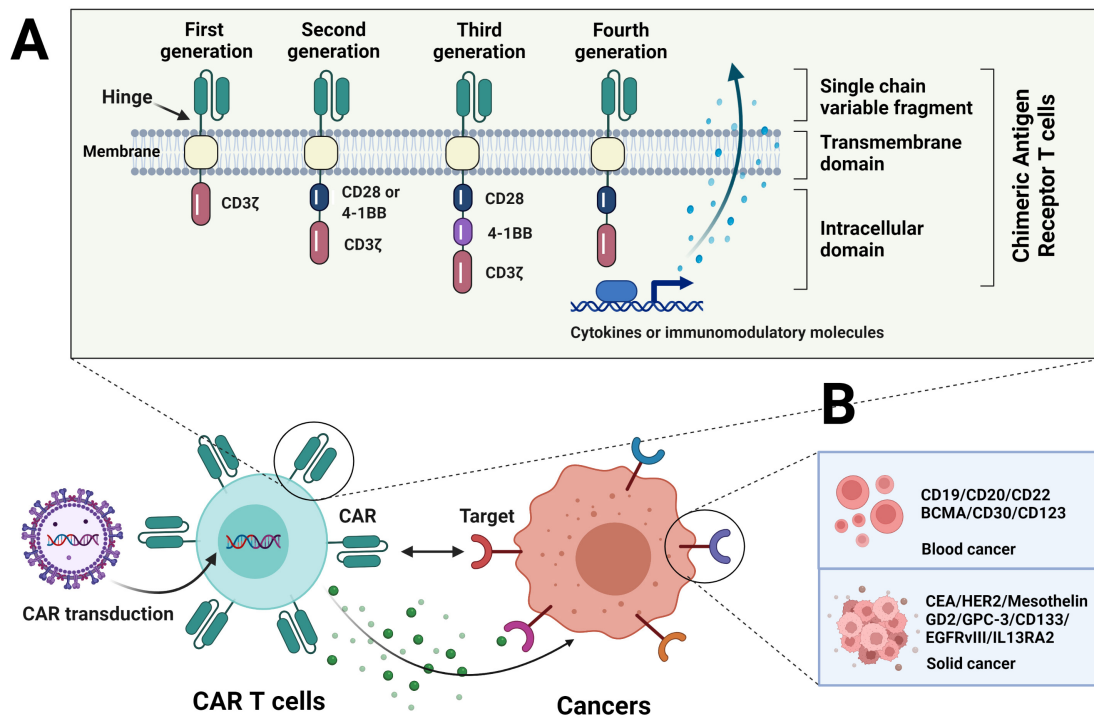 A
First
generation
Second
generation
Third
generation
Fourth
generation
Hinge
Membrane
CD3ζ
CD28 or
4-1BB
CD3ζ
CD28
4-1BB
CD3ζ
Cytokines or immunomodulatory molecules
Single chain
variable fragment
Transmembrane
domain
Intracellular
domain
Chimeric Antigen
Receptor T cells
B
CAR
Target
CAR transduction
CAR T cells
Cancers
CD19/CD20/CD22
BCMA/CD30/CD123
Blood cancer
CEA/HER2/Mesothelin
GD2/GPC-3/CD133/
EGFRvIII/IL13RA2
Solid cancer